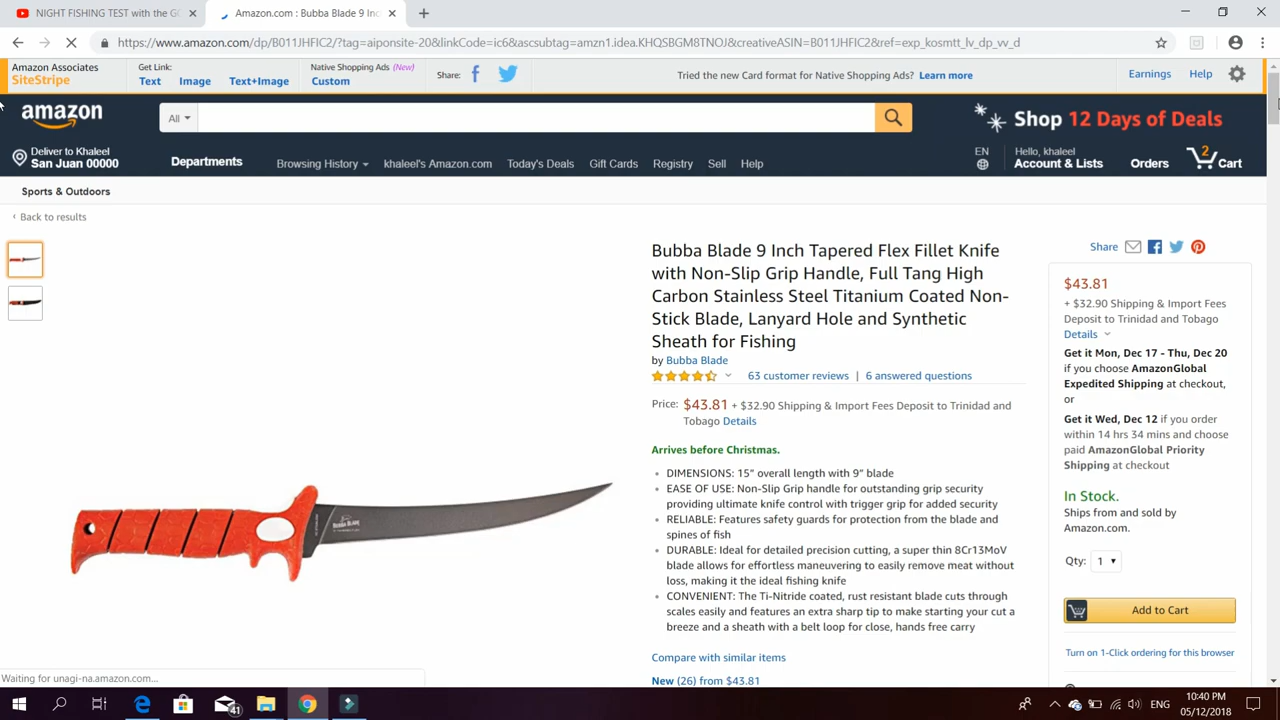 NIGHT FISHING TEST with the GO
Amazon.com : Bubba Blade 9 Inc
https://www.amazon.com/dp/B011JHFIC2/?tag=aiponsite-20&linkCode=ic6&ascsubtag=amzn1.idea.KHQSBGM8TNOJ&creativeASIN=B011JHFIC2&ref=exp_kosmtt_lv_dp_vv_d
Amazon Associates
SiteStripe
Get Link:
Text Image Text+Image
Native Shopping Ads (New)
Custom
Share:
Tried the new Card format for Native Shopping Ads? Learn more
Earnings
Help
amazon
All
Shop 12 Days of Deals
Deliver to Khaleel
San Juan 00000
Departments
Browsing History
khaleel's Amazon.com
Today's Deals
Gift Cards
Registry
Sell
Help
EN
Hello, khaleel
Account & Lists
Orders
2
Cart
Sports & Outdoors
‹ Back to results
Bubba Blade 9 Inch Tapered Flex Fillet Knife
with Non-Slip Grip Handle, Full Tang High
Carbon Stainless Steel Titanium Coated Non-
Stick Blade, Lanyard Hole and Synthetic
Sheath for Fishing
by Bubba Blade
63 customer reviews | 6 answered questions
Price: $43.81 + $32.90 Shipping & Import Fees Deposit to Trinidad and
Tobago Details
Arrives before Christmas.
• DIMENSIONS: 15" overall length with 9" blade
• EASE OF USE: Non-Slip Grip handle for outstanding grip security
providing ultimate knife control with trigger grip for added security
• RELIABLE: Features safety guards for protection from the blade and
spines of fish
• DURABLE: Ideal for detailed precision cutting, a super thin 8Cr13MoV
blade allows for effortless maneuvering to easily remove meat without
loss, making it the ideal fishing knife
• CONVENIENT: The Ti-Nitride coated, rust resistant blade cuts through
scales easily and features an extra sharp tip to make starting your cut a
breeze and a sheath with a belt loop for close, hands free carry
Compare with similar items
New (26) from $43.81
BUBBA BLADE
Share
$43.81
+ $32.90 Shipping & Import Fees
Deposit to Trinidad and Tobago
Details
Get it Mon, Dec 17 - Thu, Dec 20
if you choose AmazonGlobal
Expedited Shipping at checkout,
or
Get it Wed, Dec 12 if you order
within 14 hrs 34 mins and choose
paid AmazonGlobal Priority
Shipping at checkout
In Stock.
Ships from and sold by
Amazon.com.
Qty: 1
Add to Cart
Turn on 1-Click ordering for this browser
Waiting for unagi-na.amazon.com...
41
ENG
10:40 PM
05/12/2018